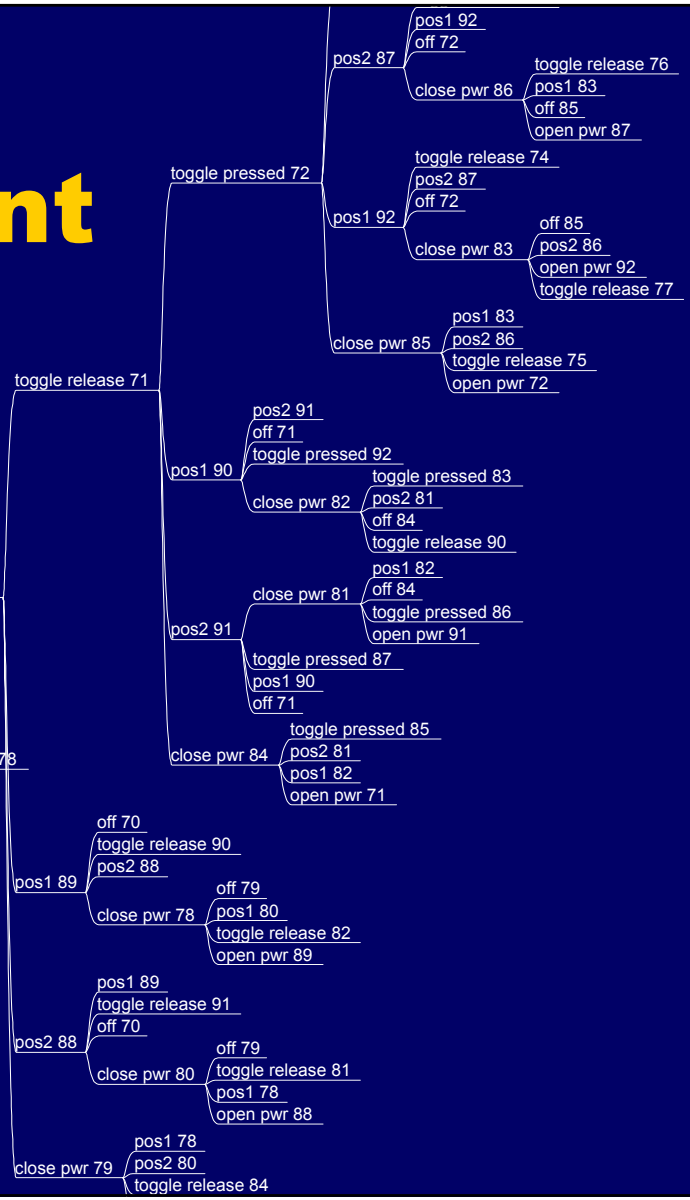 pos1 92
off 72
pos2 87
toggle release 76
close pwr 86
pos1 83
off 85
open pwr 87
toggle release 74
toggle pressed 72
pos2 87
nt
off 72
pos1 92
off 85
close pwr 83
pos2 86
open pwr 92
toggle release 77
pos1 83
close pwr 85
pos2 86
toggle release 75
toggle release 71
open pwr 72
pos2 91
off 71
toggle pressed 92
pos1 90
toggle pressed 83
close pwr 82
pos2 81
off 84
toggle release 90
pos1 82
close pwr 81
off 84
toggle pressed 86
pos2 91
open pwr 91
toggle pressed 87
pos1 90
off 71
toggle pressed 85
close pwr 84
pos2 81
78
pos1 82
open pwr 71
off 70
toggle release 90
pos2 88
pos1 89
off 79
close pwr 78
pos1 80
toggle release 82
open pwr 89
pos1 89
toggle release 91
off 70
pos2 88
off 79
close pwr 80
toggle release 81
pos1 78
open pwr 88
pos1 78
close pwr 79
pos2 80
toggle release 84